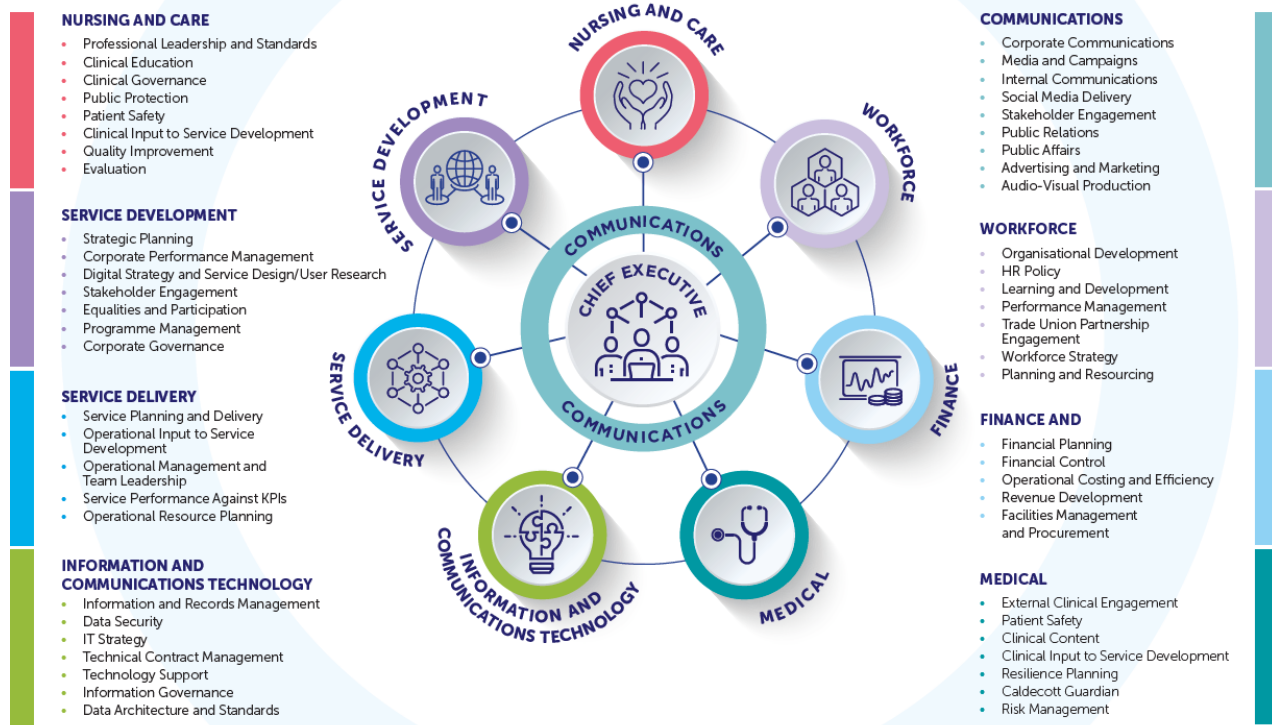 NURSING AND CARE
Professional Leadership and Standards
Clinical Education
Clinical Governance
Public Protection
Patient Safety
Clinical Input to Service Development
Quality Improvement
Evaluation
SERVICE DEVELOPMENT
Strategic Planning
Corporate Performance Management
Digital Strategy and Service Design/User Research
Stakeholder Engagement
Equalities and Participation
Programme Management
Corporate Governance
SERVICE DELIVERY
Service Planning and Delivery
Operational Input to Service
Development
Operational Management and
Team Leadership
Service Performance Against KPIs
Operational Resource Planning
INFORMATION AND
COMMUNICATIONS TECHNOLOGY
Information and Records Management
Data Security
IT Strategy
Technical Contract Management
Technology Support
Information Governance
Data Architecture and Standards
NURSING AND CARE
SERVICE DEVELOPMENT
WORKFORCE
COMMUNICATIONS
CHIEF EXECUTIVE
COMMUNICATIONS
SERVICE DELIVERY
FINANCE
INFORMATION AND
COMMUNICATIONS TECHNOLOGY
MEDICAL
COMMUNICATIONS
Corporate Communications
Media and Campaigns
Internal Communications
Social Media Delivery
Stakeholder Engagement
Public Relations
Public Affairs
Advertising and Marketing
Audio-Visual Production
WORKFORCE
Organisational Development
HR Policy
Learning and Development
Performance Management
Trade Union Partnership
Engagement
Workforce Strategy
Planning and Resourcing
FINANCE AND
Financial Planning
Financial Control
Operational Costing and Efficiency
Revenue Development
Facilities Management
and Procurement
MEDICAL
External Clinical Engagement
Patient Safety
Clinical Content
Clinical Input to Service Development
Resilience Planning
Caldecott Guardian
Risk Management